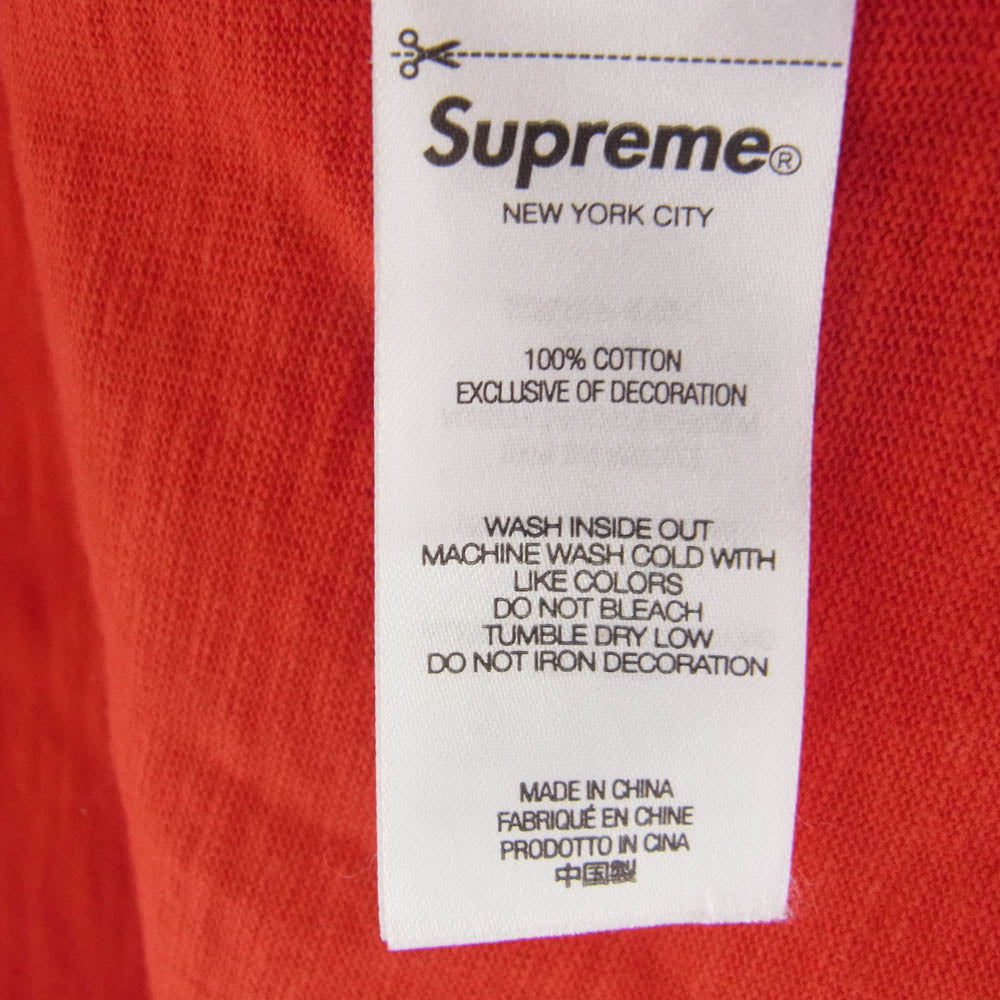 Supreme®
NEW YORK CITY
100% COTTON
EXCLUSIVE OF DECORATION
WASH INSIDE OUT
MACHINE WASH COLD WITH
LIKE COLORS
DO NOT BLEACH
TUMBLE DRY LOW
DO NOT IRON DECORATION
MADE IN CHINA
FABRIQUÉ EN CHINE
PRODOTTO IN CINA
中国製